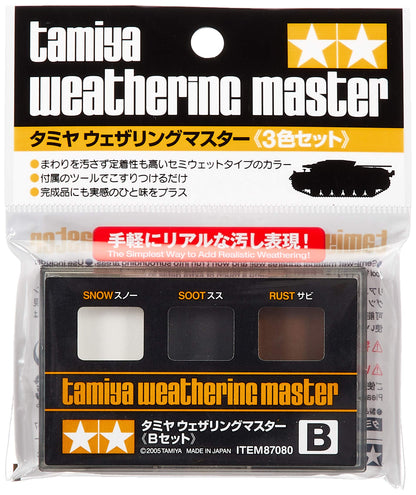 tamiya
weathering master
タミヤ ウェザリングマスター《3色セット》
●まわりを汚さず定着性も高いセミウェットタイプのカラー
●付属のツールでこすりつけるだけ
●完成品にも実感のひと味をプラス
手軽にリアルな汚し表現！
The Simplest Way to Add Realistic Weathering!
SNOW スノー SOOT スス RUST サビ
tamiya weathering master
タミヤ ウェザリングマスター
《Bセット》
B
©2005 TAMIYA MADE IN JAPAN ITEM87080